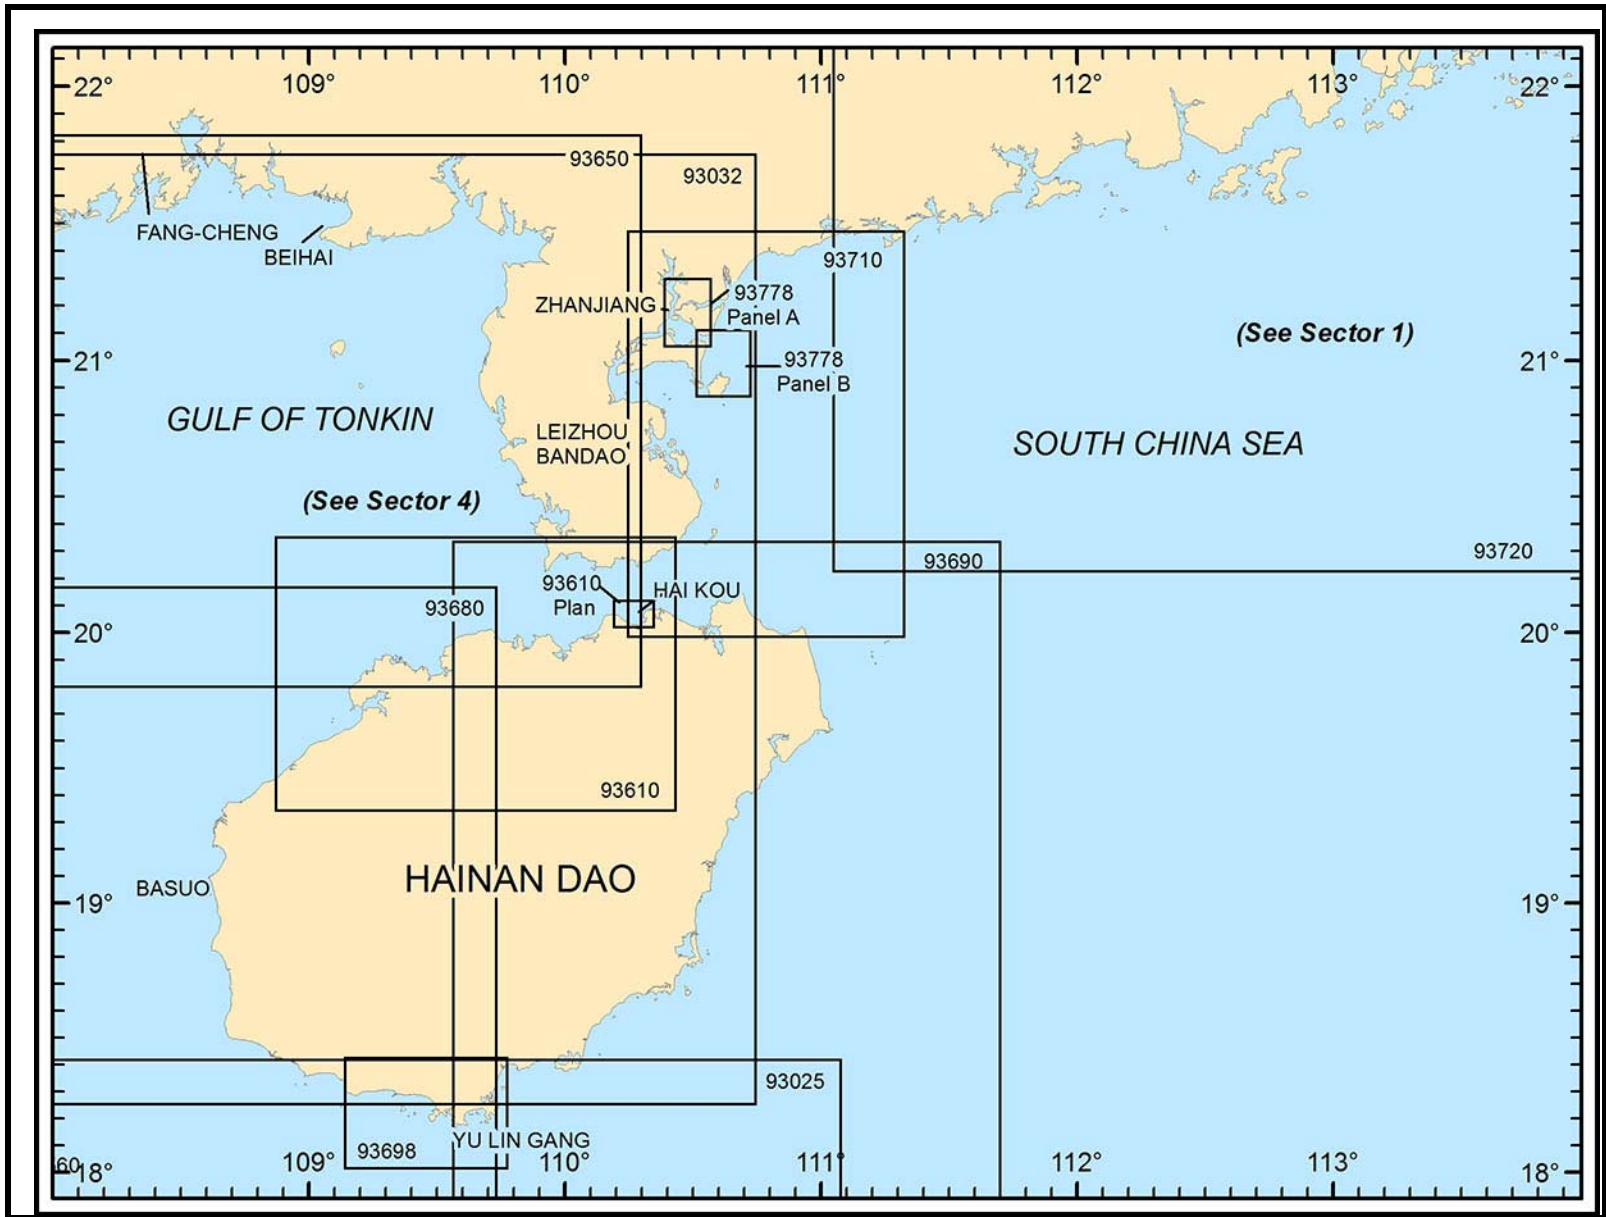 22° 109° 110° 111° 112° 113° 22°
93650
93032
FANG-CHENG
BEIHAI
93710
ZHANJIANG
93778
Panel A
(See Sector 1)
21°
93778
Panel B
21°
GULF OF TONKIN
LEIZHOU
BANDAO
SOUTH CHINA SEA
(See Sector 4)
93690
93720
93610
Plan
HAI KOU
93680
20°
20°
93610
HAINAN DAO
BASUO
19°
19°
93025
YU LIN GANG
93698
60
18° 109° 110° 111° 112° 113° 18°